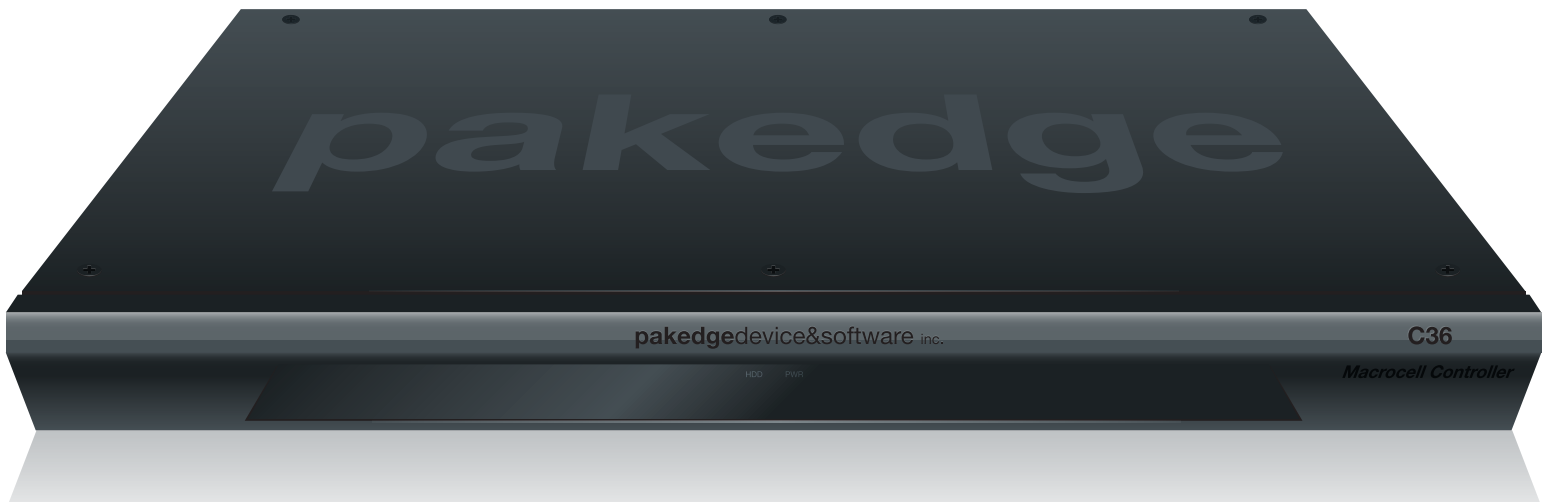 pakedge
pakedgedevice&software inc.
C36
HDD PWR
Macrocell Controller